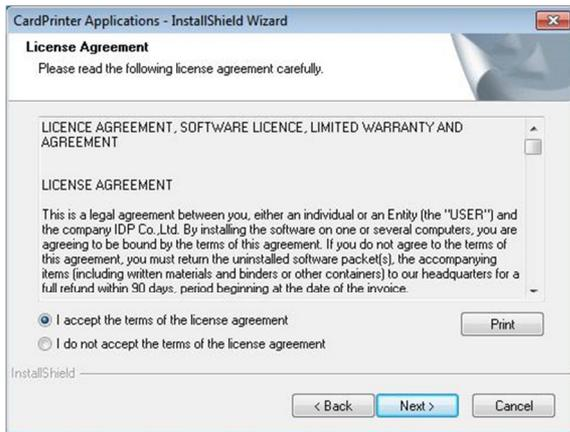 CardPrinter Applications - InstallShield Wizard
License Agreement
Please read the following license agreement carefully.
LICENCE AGREEMENT, SOFTWARE LICENCE, LIMITED WARRANTY AND
AGREEMENT
LICENSE AGREEMENT
This is a legal agreement between you, either an individual or an Entity (the "USER") and
the company IDP Co.,Ltd. By installing the software on one or several computers, you are
agreeing to be bound by the terms of this agreement. If you do not agree to the terms of
this agreement, you must return the uninstalled software packet(s), the accompanying
items (including written materials and binders or other containers) to our headquarters for a
full refund within 90 days, period beginning at the date of the invoice.
I accept the terms of the license agreement
Print
I do not accept the terms of the license agreement
InstallShield
< Back
Next >
Cancel